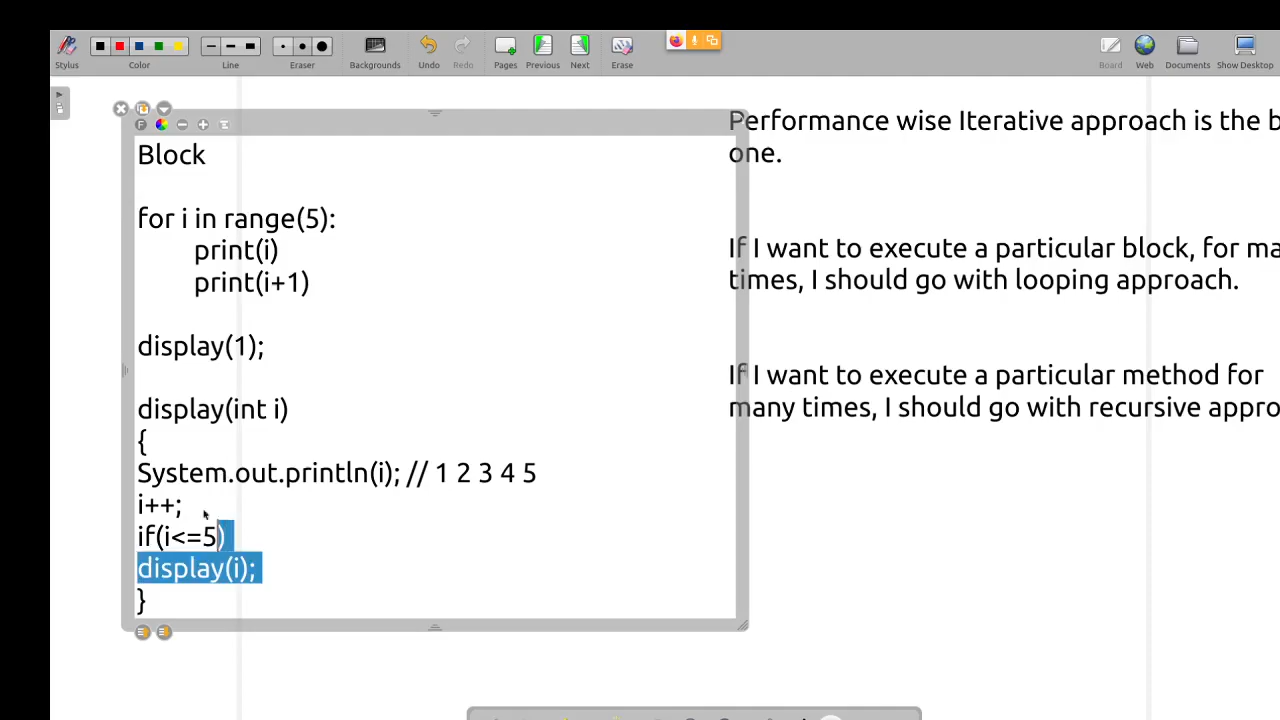 Stylus
Color
Line
Eraser
Backgrounds
Undo
Redo
Pages
Previous
Next
Erase
Board
Web
Documents
Show Desktop
Block
for i in range(5):
print(i)
print(i+1)
display(1);
display(int i)
{
System.out.println(i); // 1 2 3 4 5
i++;
if(i<=5)
display(i);
}
Performance wise Iterative approach is the
one.
If I want to execute a particular block, for
times, I should go with looping approach.
If I want to execute a particular method for
many times, I should go with recursive